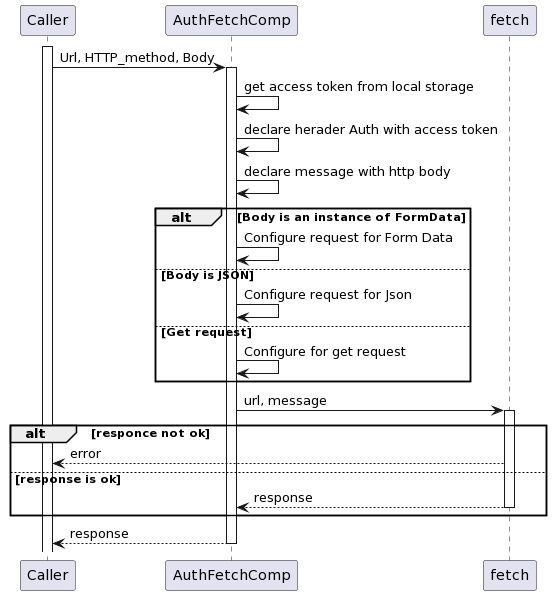 Caller AuthFetchComp fetch
Url, HTTP_method, Body
get access token from local storage
declare herader Auth with access token
declare message with http body
alt [Body is an instance of FormData]
Configure request for Form Data
[Body is JSON]
Configure request for Json
[Get request]
Configure for get request
url, message
alt [responce not ok]
error
[response is ok]
response
response
Caller AuthFetchComp fetch